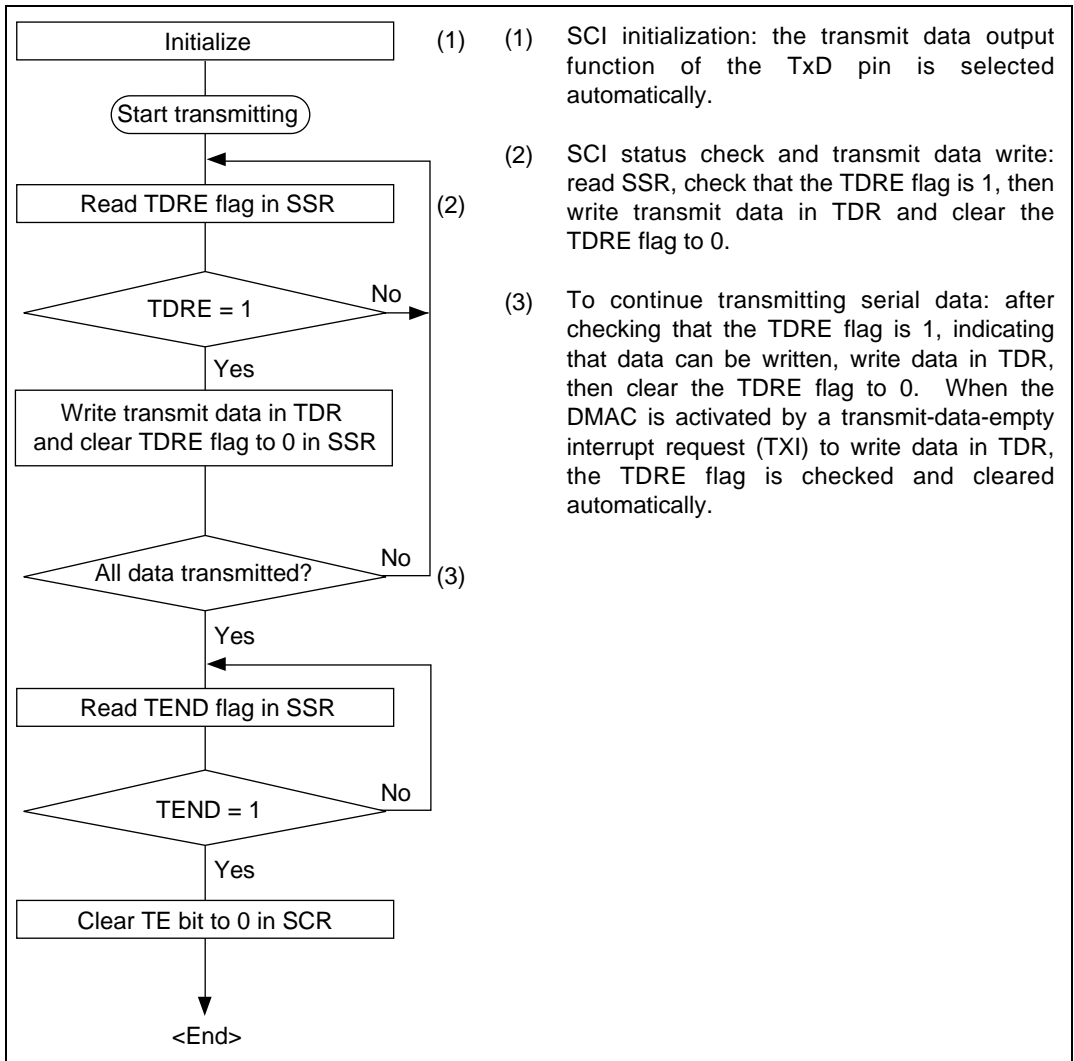 Initialize
(1)
Start transmitting
Read TDRE flag in SSR
(2)
TDRE = 1
No
Yes
Write transmit data in TDR
and clear TDRE flag to 0 in SSR
All data transmitted?
No
(3)
Yes
Read TEND flag in SSR
TEND = 1
No
Yes
Clear TE bit to 0 in SCR
<End>
(1) SCI initialization: the transmit data output
function of the TxD pin is selected
automatically.
(2) SCI status check and transmit data write:
read SSR, check that the TDRE flag is 1, then
write transmit data in TDR and clear the
TDRE flag to 0.
(3) To continue transmitting serial data: after
checking that the TDRE flag is 1, indicating
that data can be written, write data in TDR,
then clear the TDRE flag to 0. When the
DMAC is activated by a transmit-data-empty
interrupt request (TXI) to write data in TDR,
the TDRE flag is checked and cleared
automatically.